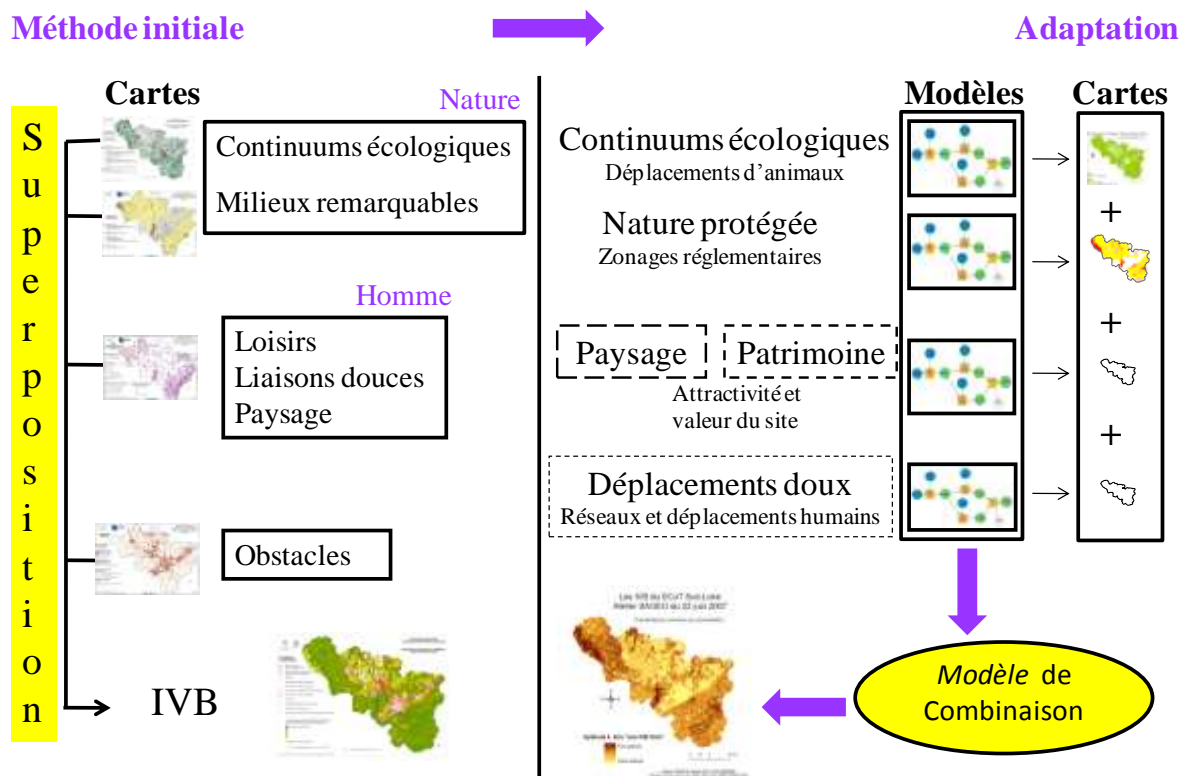 Méthode initiale
Adaptation
Superposition
Cartes
Nature
Continuums écologiques
Milieux remarquables
Homme
Loisirs
Liaisons douces
Paysage
Obstacles
IVB
Modèles
Cartes
Continuums écologiques
Déplacements d'animaux
+
Nature protégée
Zonages réglementaires
+
Paysage
Patrimoine
Attractivité et
valeur du site
+
Déplacements doux
Réseaux et déplacements humains
Modèle de
Combinaison